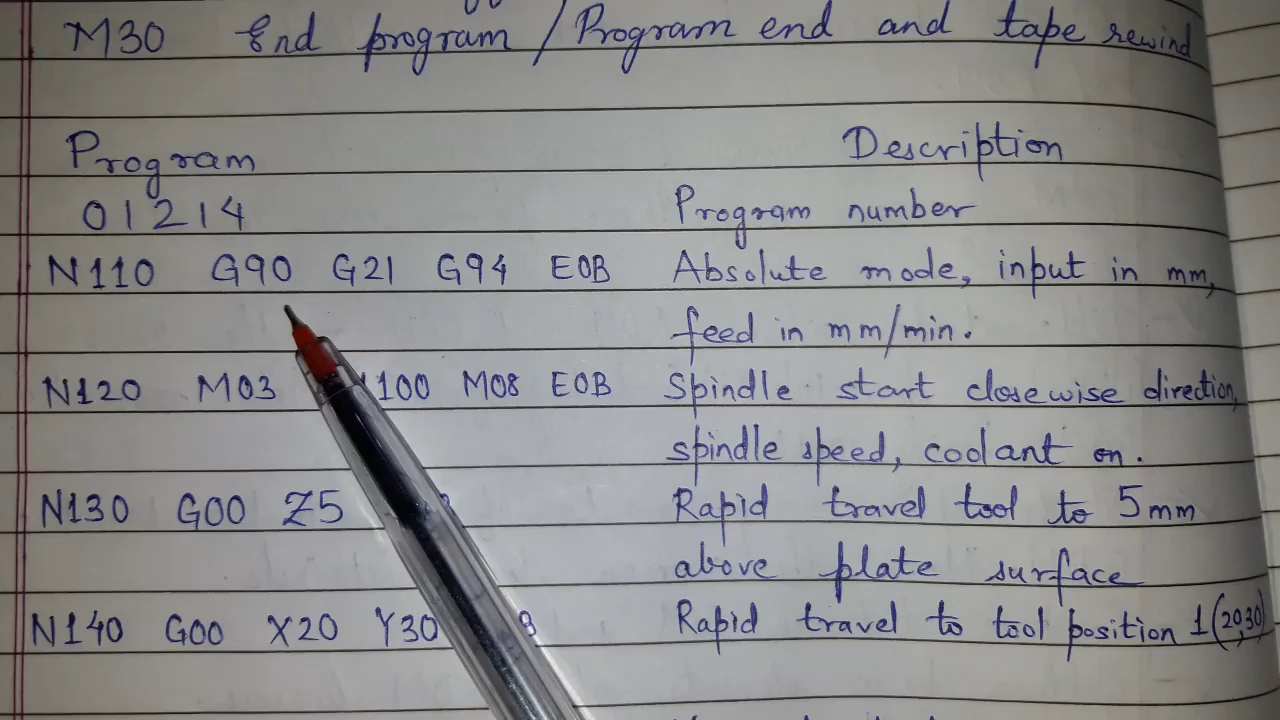 M30 End program / Program end and tape rewind
Program Description
01214 Program number
N110 G90 G21 G94 EOB Absolute mode, input in mm,
feed in mm/min.
N120 M03 100 M08 EOB Spindle start closewise direction,
spindle speed, coolant on.
N130 G00 Z5 Rapid travel tool to 5mm
above plate surface
N140 G00 X20 Y30 B Rapid travel to tool position 1(20,30)